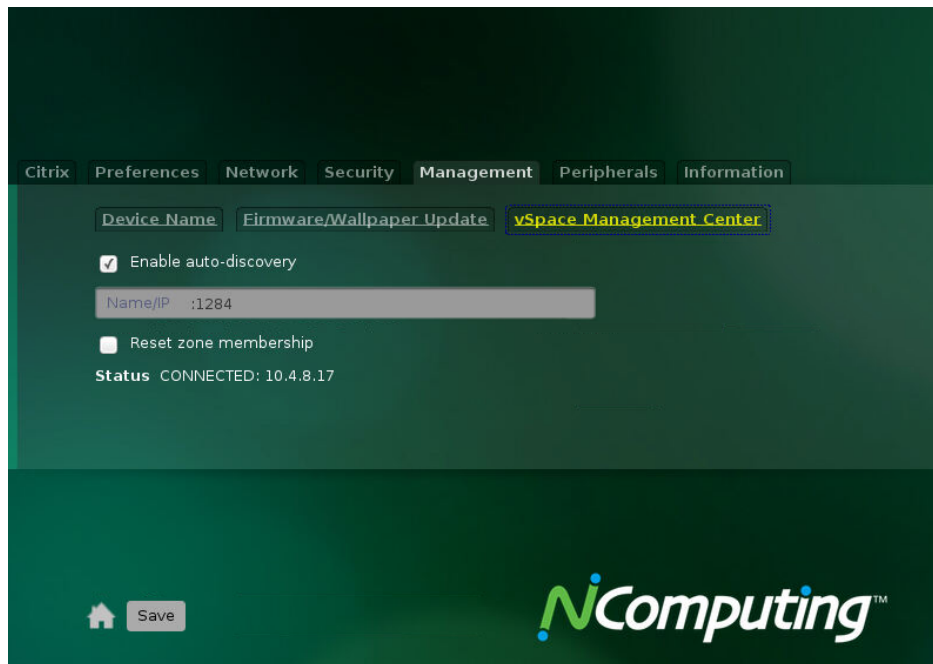 Citrix Preferences Network Security Management Peripherals Information
Device Name Firmware/Wallpaper Update vSpace Management Center
Enable auto-discovery
Name/IP :1284
Reset zone membership
Status CONNECTED: 10.4.8.17
Save
NComputing™